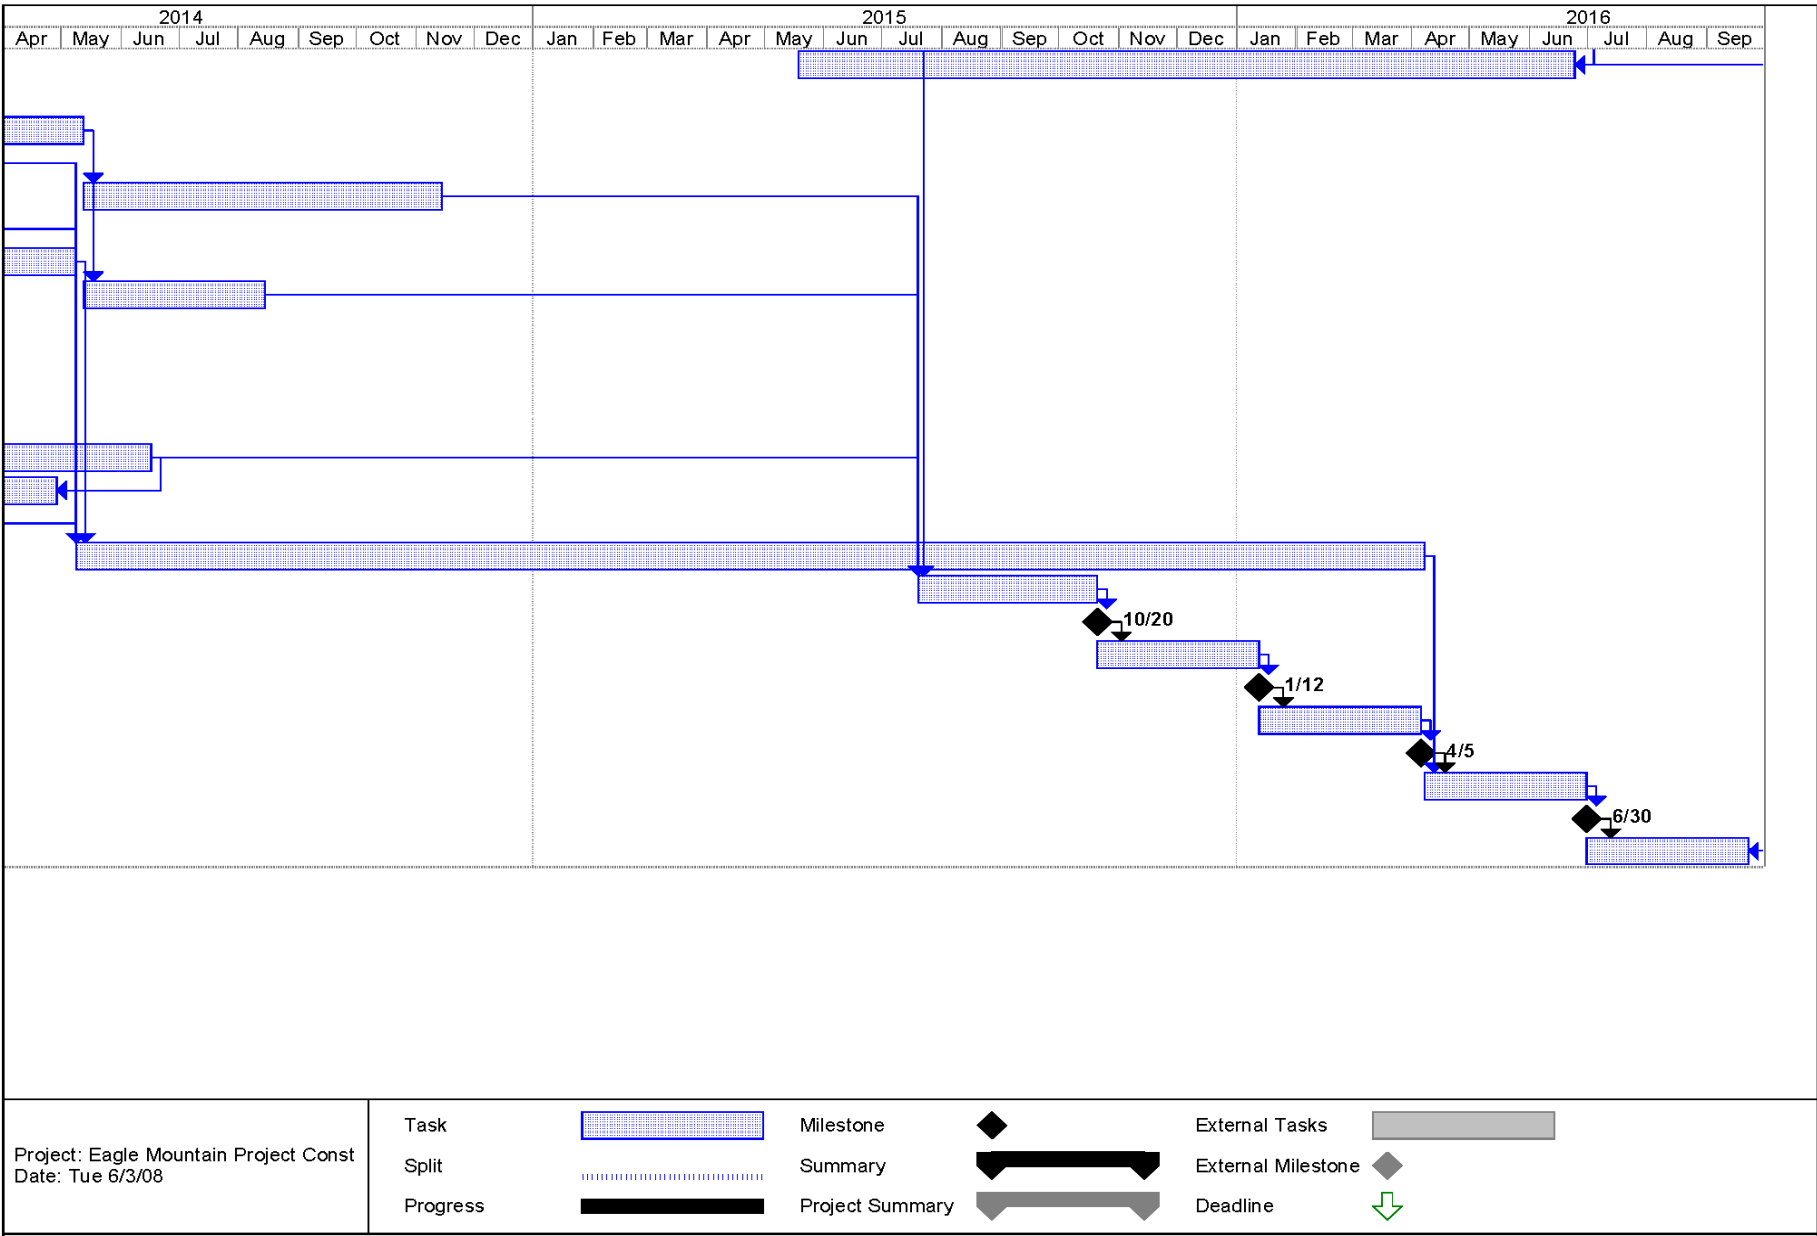 2014 2015 2016
Apr May Jun Jul Aug Sep Oct Nov Dec Jan Feb Mar Apr May Jun Jul Aug Sep Oct Nov Dec Jan Feb Mar Apr May Jun Jul Aug Sep
10/20
1/12
4/5
6/30
Task Milestone External Tasks
Project: Eagle Mountain Project Const
Date: Tue 6/3/08
Split Summary External Milestone
Progress Project Summary Deadline